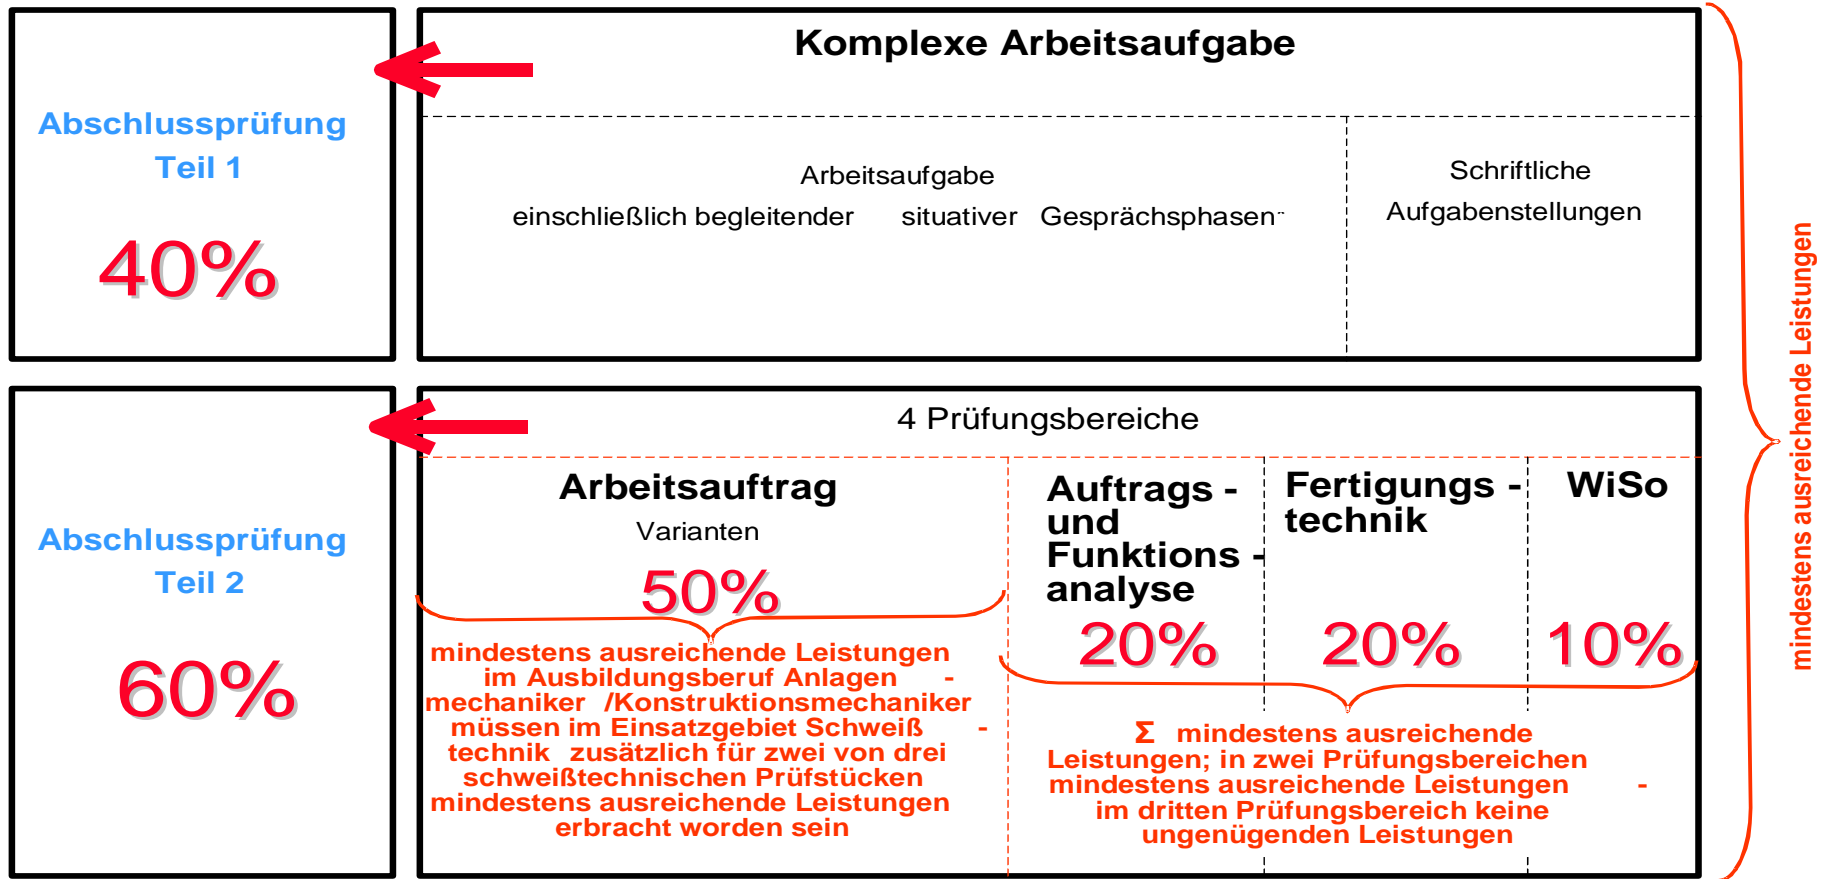 Abschlussprüfung
Teil 1
40%
Komplexe Arbeitsaufgabe
Arbeitsaufgabe
einschließlich begleitender situativer Gesprächsphasen
Schriftliche
Aufgabenstellungen
Abschlussprüfung
Teil 2
60%
4 Prüfungsbereiche
Arbeitsauftrag
Varianten
50%
mindestens ausreichende Leistungen
im Ausbildungsberuf Anlagen -
mechaniker /Konstruktionsmechaniker
müssen im Einsatzgebiet Schweiß -
technik zusätzlich für zwei von drei
schweißtechnischen Prüfstücken
mindestens ausreichende Leistungen
erbracht worden sein
Auftrags -
und
Funktions -
analyse
20%
Fertigungs -
technik
20%
WiSo
10%
Σ mindestens ausreichende
Leistungen; in zwei Prüfungsbereichen
mindestens ausreichende Leistungen -
im dritten Prüfungsbereich keine
ungenügenden Leistungen
mindestens ausreichende Leistungen